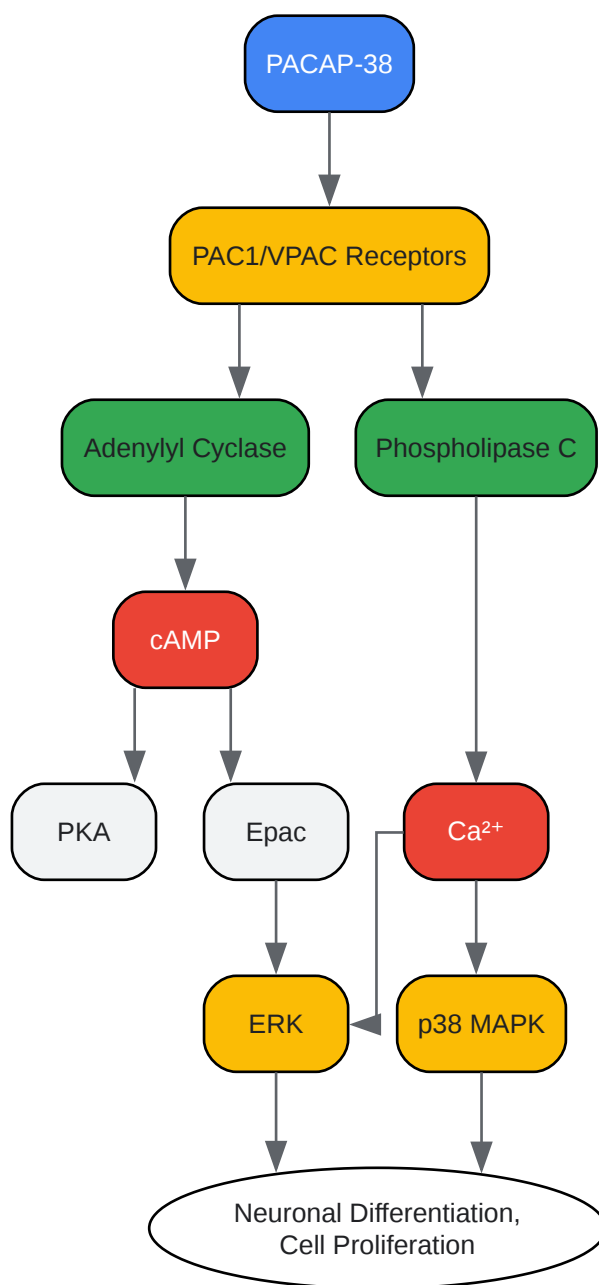 PACAP-38
PAC1/VPAC Receptors
Adenylyl Cyclase
Phospholipase C
cAMP
PKA
Epac
Ca²⁺
ERK
p38 MAPK
Neuronal Differentiation,
Cell Proliferation